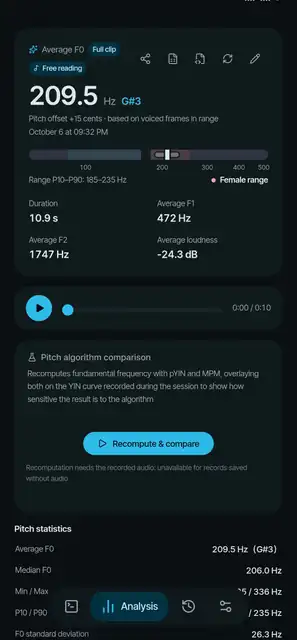 Average F0 Full clip
Free reading
209.5 Hz G#3
Pitch offset +15 cents · based on voiced frames in range
October 6 at 09:32 PM
100 200 300 400 500
Range P10–P90: 185–235 Hz
Female range
Duration
10.9 s
Average F1
472 Hz
Average F2
1747 Hz
Average loudness
-24.3 dB
0:00 / 0:10
Pitch algorithm comparison
Recomputes fundamental frequency with pYIN and MPM, overlaying
both on the YIN curve recorded during the session to show how
sensitive the result is to the algorithm
Recompute & compare
Recomputation needs the recorded audio; unavailable for records saved
without audio
Pitch statistics
Average F0 209.5 Hz (G#3)
Median F0 206.0 Hz
Min / Max / 336 Hz
P10 / P90 / 235 Hz
Analysis
F0 standard deviation 26.3 Hz